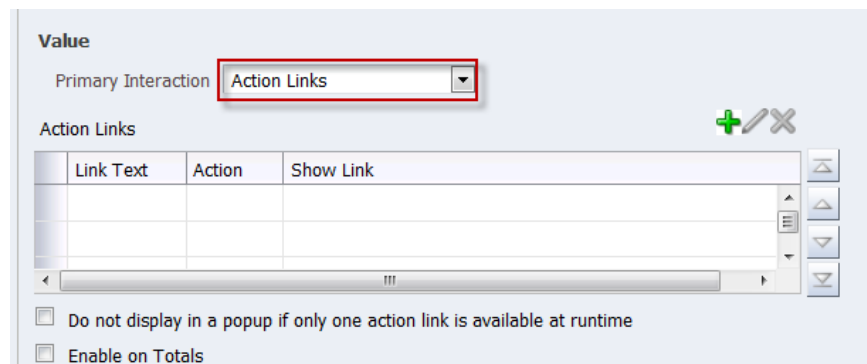 Value
Primary Interaction Action Links
Action Links
Link Text Action Show Link
Do not display in a popup if only one action link is available at runtime
Enable on Totals